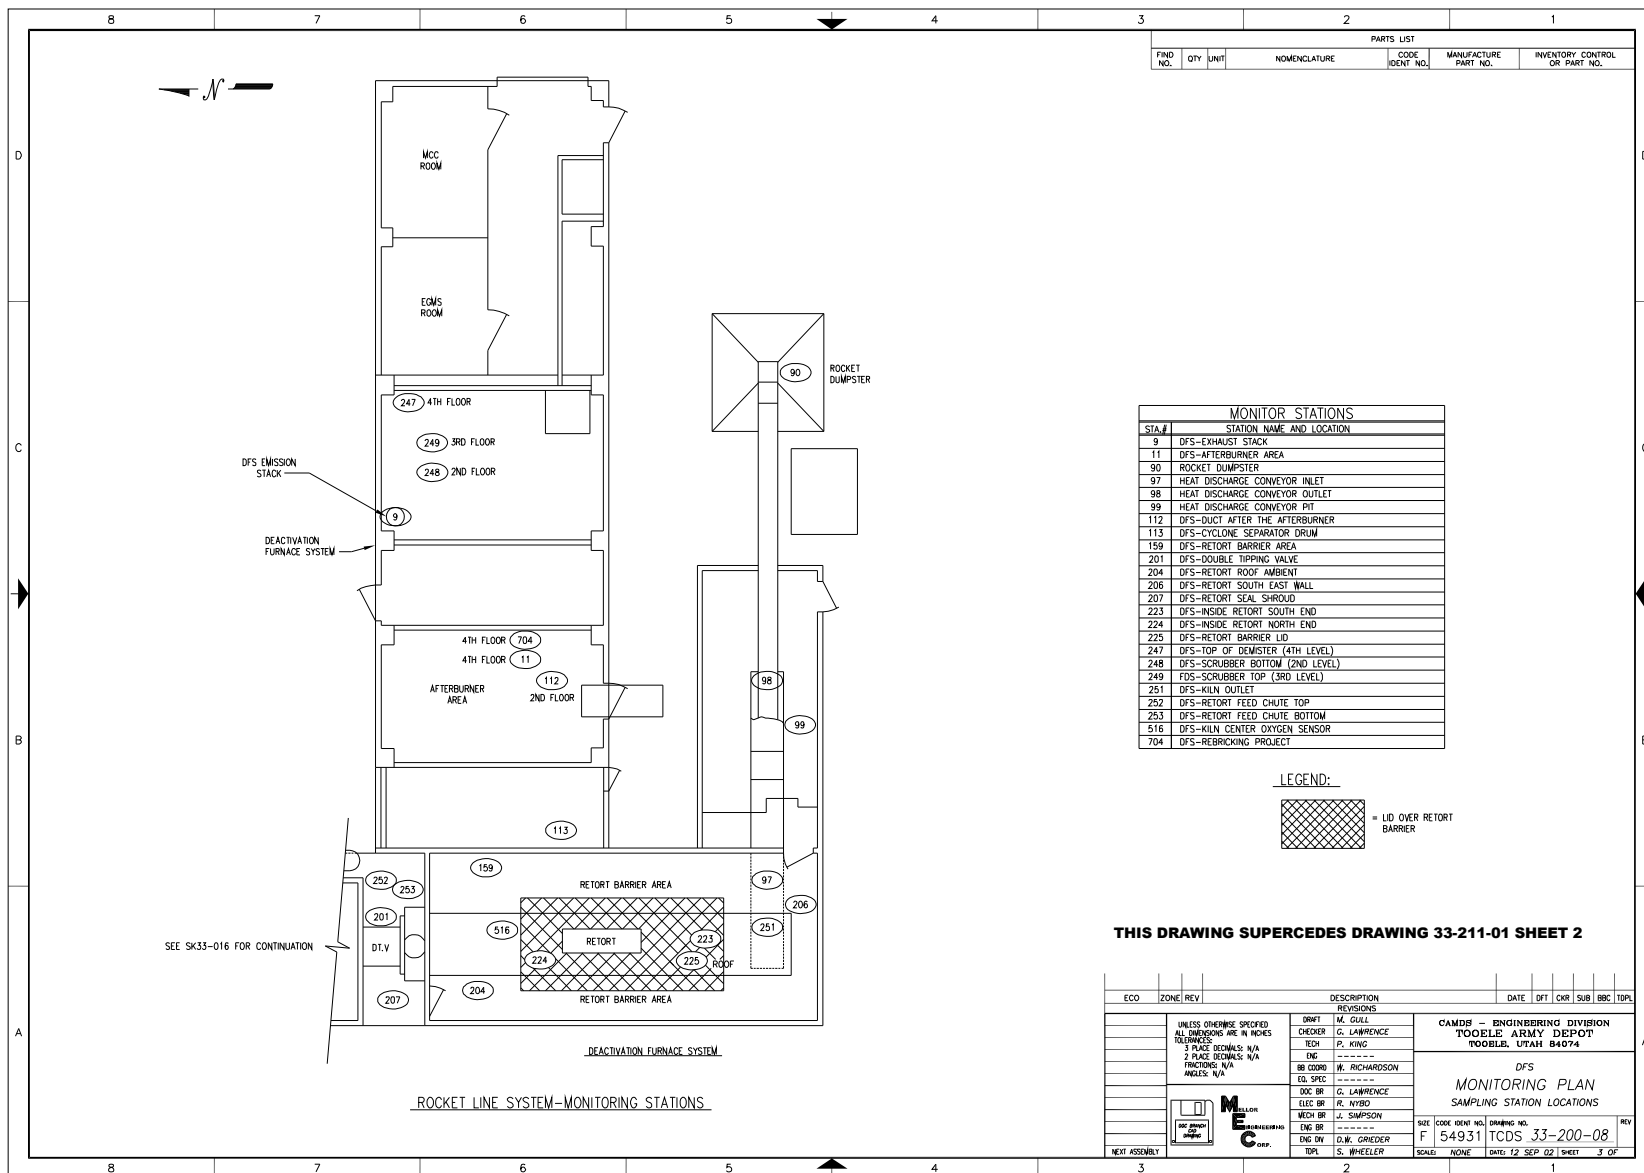 8 7 6 5 4 3 2 1
PARTS LIST
FIND NO. QTY UNIT NOMENCLATURE CODE IDENT NO. MANUFACTURE PART NO. INVENTORY CONTROL OR PART NO.
N
D
MCC
ROOM
EGMS
ROOM
90
ROCKET
DUMPSTER
247 4TH FLOOR
249 3RD FLOOR
248 2ND FLOOR
C
DFS EMISSION
STACK
9
DEACTIVATION
FURNACE SYSTEM
4TH FLOOR 704
4TH FLOOR 11
112
2ND FLOOR
AFTERBURNER
AREA
98
99
B
113
159
252
253
201
DT.V
207
RETORT BARRIER AREA
97
206
251
516
RETORT
223
224
225 ROOF
204
RETORT BARRIER AREA
SEE SK33-016 FOR CONTINUATION
A
DEACTIVATION FURNACE SYSTEM
ROCKET LINE SYSTEM-MONITORING STATIONS
MONITOR STATIONS
STA.# STATION NAME AND LOCATION
9 DFS-EXHAUST STACK
11 DFS-AFTERBURNER AREA
90 ROCKET DUMPSTER
97 HEAT DISCHARGE CONVEYOR INLET
98 HEAT DISCHARGE CONVEYOR OUTLET
99 HEAT DISCHARGE CONVEYOR PIT
112 DFS-DUCT AFTER THE AFTERBURNER
113 DFS-CYCLONE SEPARATOR DRUM
159 DFS-RETORT BARRIER AREA
201 DFS-DOUBLE TIPPING VALVE
204 DFS-RETORT ROOF AMBIENT
206 DFS-RETORT SOUTH EAST WALL
207 DFS-RETORT SEAL SHROUD
223 DFS-INSIDE RETORT SOUTH END
224 DFS-INSIDE RETORT NORTH END
225 DFS-RETORT BARRIER LID
247 DFS-TOP OF DEMISTER (4TH LEVEL)
248 DFS-SCRUBBER BOTTOM (2ND LEVEL)
249 FDS-SCRUBBER TOP (3RD LEVEL)
251 DFS-KILN OUTLET
252 DFS-RETORT FEED CHUTE TOP
253 DFS-RETORT FEED CHUTE BOTTOM
516 DFS-KILN CENTER OXYGEN SENSOR
704 DFS-REBRICKING PROJECT
LEGEND:
= LID OVER RETORT
BARRIER
THIS DRAWING SUPERCEDES DRAWING 33-211-01 SHEET 2
ECO ZONE REV DESCRIPTION DATE DFT CKR SUB BBC TDPL
REVISIONS
UNLESS OTHERWISE SPECIFIED
ALL DIMENSIONS ARE IN INCHES
TOLERANCES:
3 PLACE DECIMALS: N/A
2 PLACE DECIMALS: N/A
FRACTIONS: N/A
ANGLES: N/A
DOC BRANCH
CAD
DRAWING
MELLOR
ENGINEERING
CORP.
NEXT ASSEMBLY
DRAFT M. GULL
CHECKER G. LAWRENCE
TECH P. KING
ENG ------
BB COORD W. RICHARDSON
EQ. SPEC ------
DOC BR G. LAWRENCE
ELEC BR R. NYBO
MECH BR J. SIMPSON
ENG BR ------
ENG DIV D.W. GRIEDER
TDPL S. WHEELER
CAMDS - ENGINEERING DIVISION
TOOELE ARMY DEPOT
TOOELE, UTAH 84074
DFS
MONITORING PLAN
SAMPLING STATION LOCATIONS
SIZE CODE IDENT NO. DRAWING NO. REV
F 54931 TCDS 33-200-08
SCALE: NONE DATE: 12 SEP 02 SHEET 3 OF
8 7 6 5 4 3 2 1